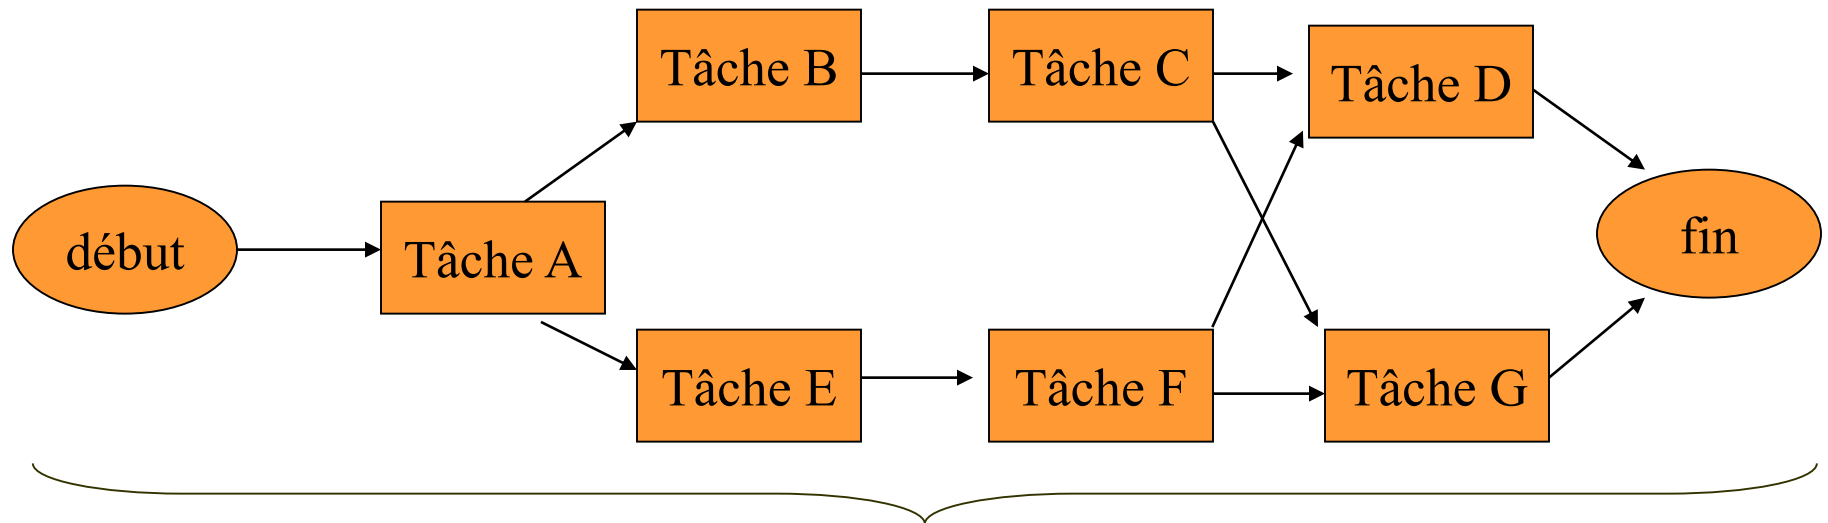 Tâche B
Tâche C
Tâche D
début
Tâche A
fin
Tâche E
Tâche F
Tâche G